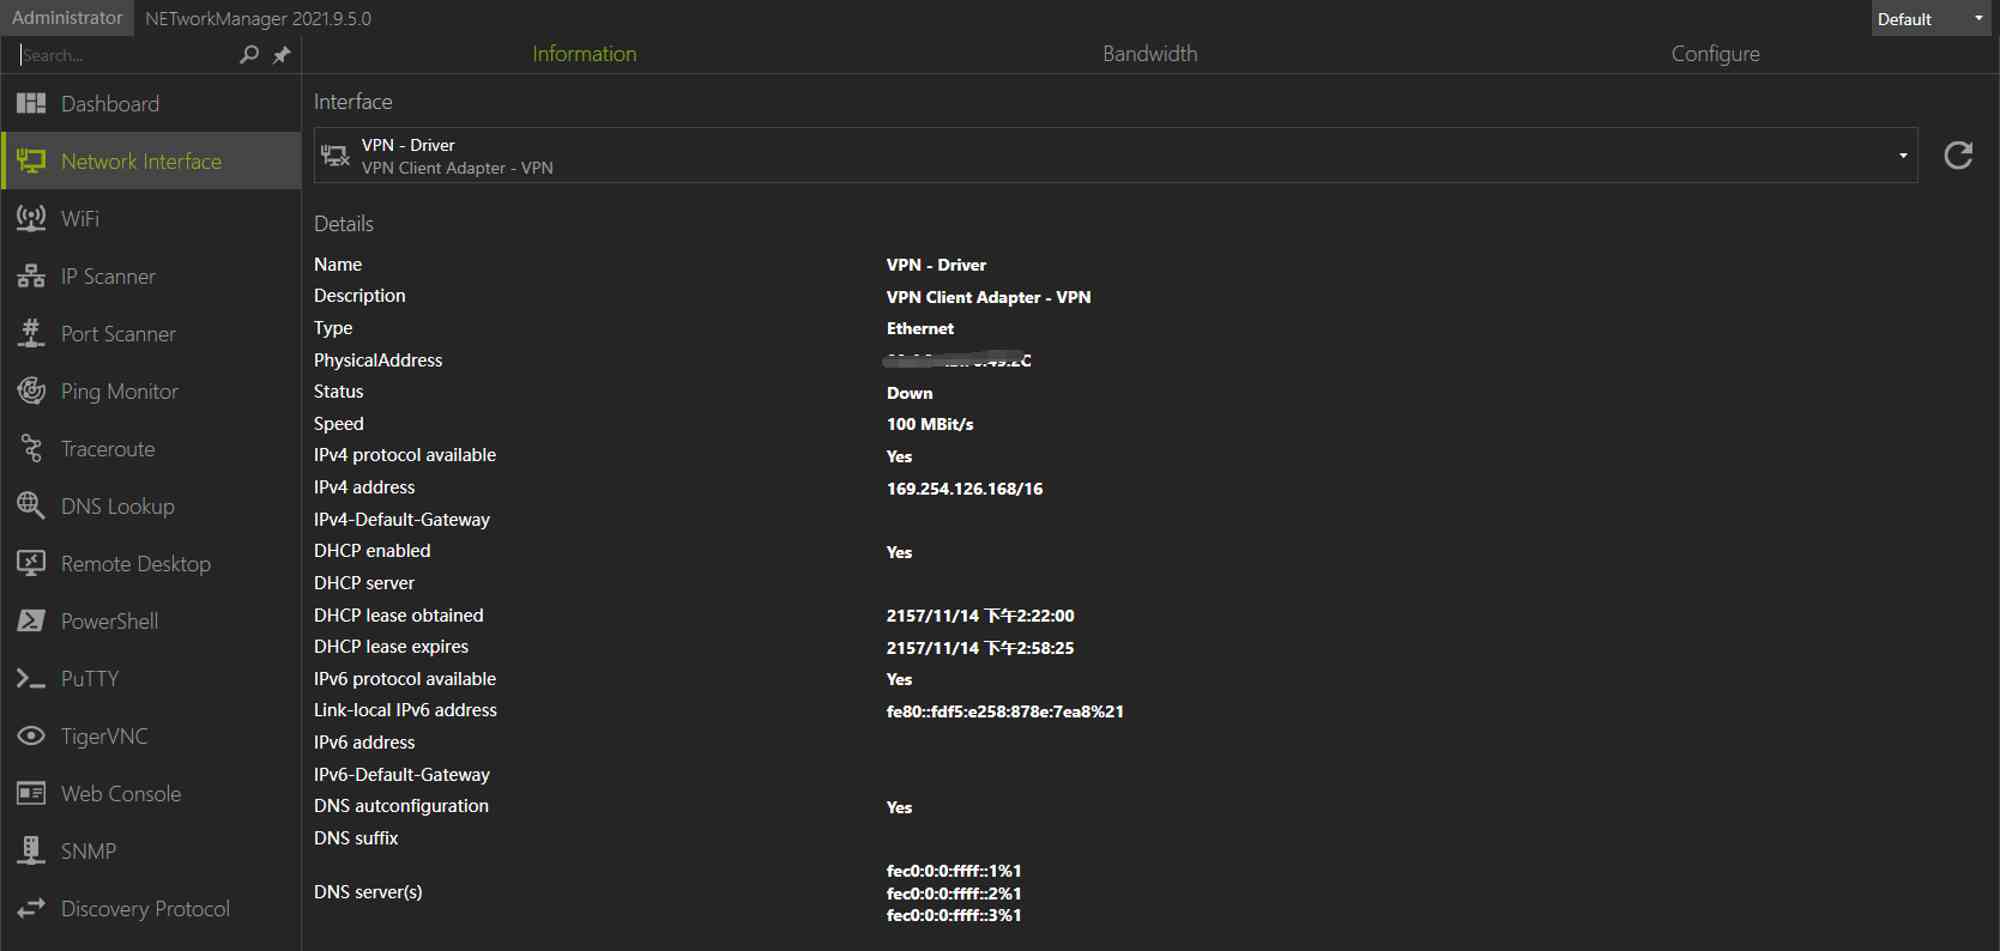 Administrator
NETworkManager 2021.9.5.0
Default
Search...
Information
Bandwidth
Configure
Dashboard
Network Interface
WiFi
IP Scanner
Port Scanner
Ping Monitor
Traceroute
DNS Lookup
Remote Desktop
PowerShell
PuTTY
TigerVNC
Web Console
SNMP
Discovery Protocol
Interface
VPN - Driver
VPN Client Adapter - VPN
Details
Name VPN - Driver
Description VPN Client Adapter - VPN
Type Ethernet
PhysicalAddress
Status Down
Speed 100 MBit/s
IPv4 protocol available Yes
IPv4 address 169.254.126.168/16
IPv4-Default-Gateway
DHCP enabled Yes
DHCP server
DHCP lease obtained 2157/11/14 下午2:22:00
DHCP lease expires 2157/11/14 下午2:58:25
IPv6 protocol available Yes
Link-local IPv6 address fe80::fdf5:e258:878e:7ea8%21
IPv6 address
IPv6-Default-Gateway
DNS autconfiguration Yes
DNS suffix
DNS server(s) fec0:0:0:ffff::1%1
fec0:0:0:ffff::2%1
fec0:0:0:ffff::3%1